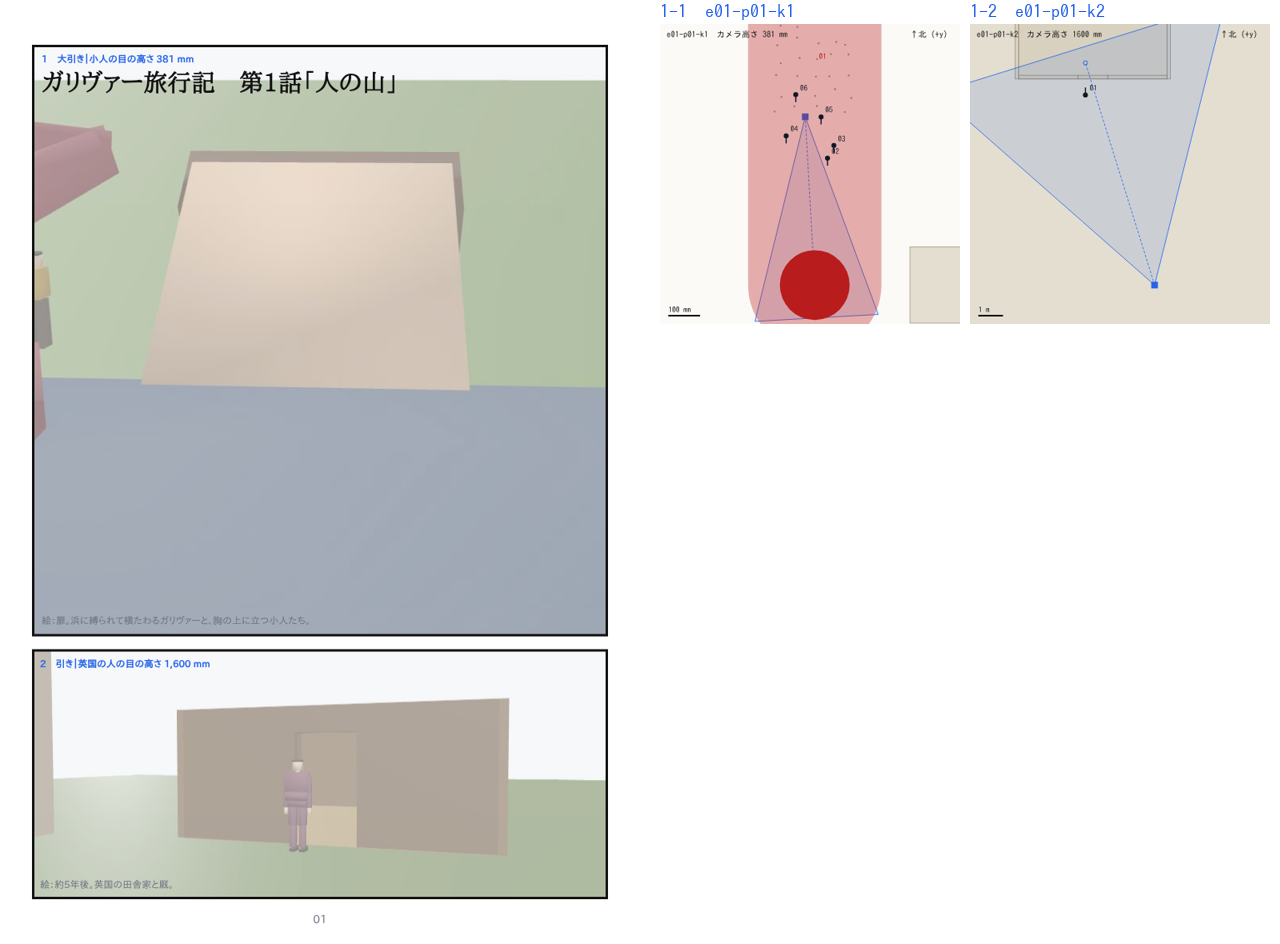 1-1 e01-p01-k1
1-2 e01-p01-k2
1 大引き|小人の目の高さ 381 mm
ガリヴァー旅行記 第1話「人の山」
絵:扉。浜に縛られて横たわるガリヴァーと、胸の上に立つ小人たち。
2 引き|英国の人の目の高さ 1,600 mm
絵:約5年後。英国の田舎家と厩。
01
e01-p01-k1 カメラ高さ 381 mm
↑北 (+y)
01
06
05
04
03
02
100 mm
e01-p01-k2 カメラ高さ 1600 mm
↑北 (+y)
01
1 m